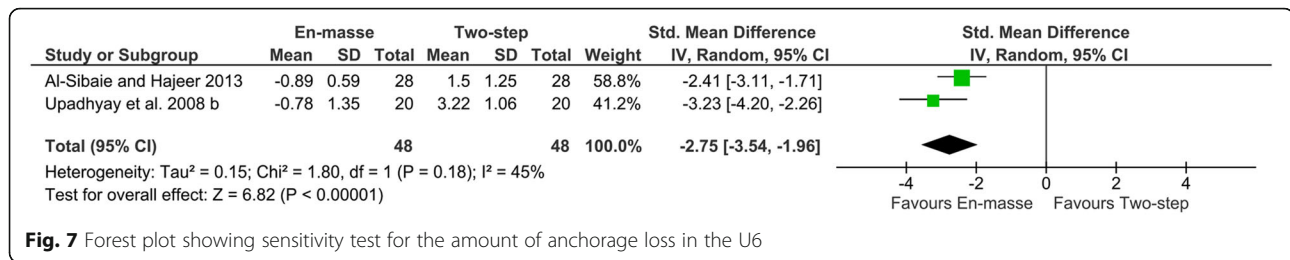 En-masse Two-step Std. Mean Difference Std. Mean Difference
Study or Subgroup Mean SD Total Mean SD Total Weight IV, Random, 95% CI IV, Random, 95% CI
Al-Sibaie and Hajeer 2013 -0.89 0.59 28 1.5 1.25 28 58.8% -2.41 [-3.11, -1.71]
Upadhyay et al. 2008 b -0.78 1.35 20 3.22 1.06 20 41.2% -3.23 [-4.20, -2.26]
Total (95% CI) 48 48 100.0% -2.75 [-3.54, -1.96]
Heterogeneity: Tau² = 0.15; Chi² = 1.80, df = 1 (P = 0.18); I² = 45%
Test for overall effect: Z = 6.82 (P < 0.00001)
-4 -2 0 2 4
Favours En-masse Favours Two-step
Fig. 7 Forest plot showing sensitivity test for the amount of anchorage loss in the U6